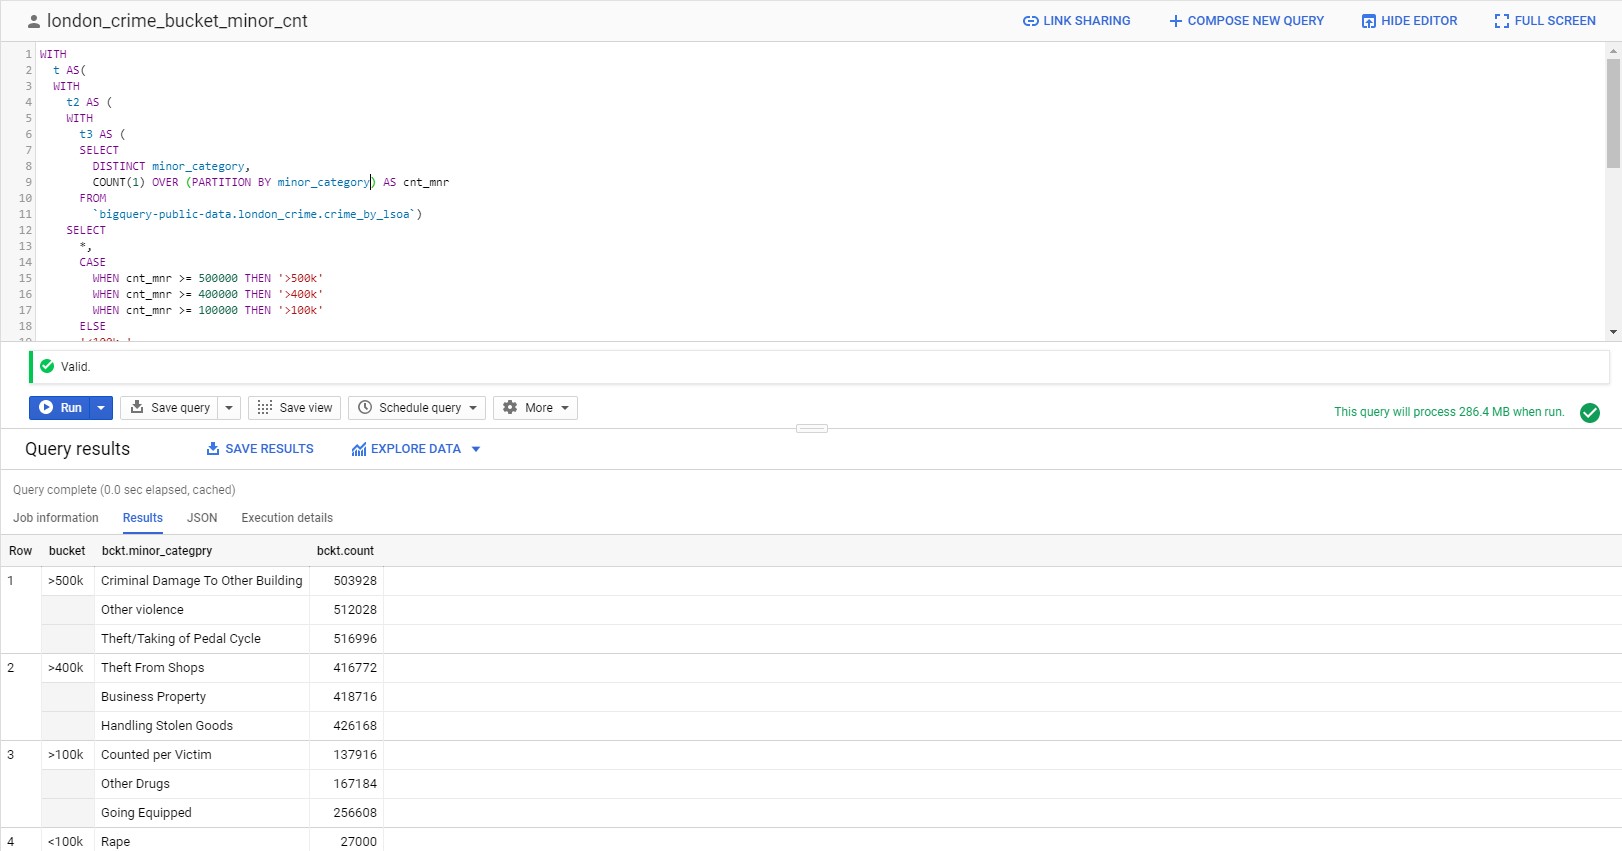 london_crime_bucket_minor_cnt LINK SHARING COMPOSE NEW QUERY HIDE EDITOR FULL SCREEN
1 WITH
2 t AS(
3 WITH
4 t2 AS (
5 WITH
6 t3 AS (
7 SELECT
8 DISTINCT minor_category,
9 COUNT(1) OVER (PARTITION BY minor_category) AS cnt_mnr
10 FROM
11 `bigquery-public-data.london_crime.crime_by_lsoa`)
12 SELECT
13 *,
14 CASE
15 WHEN cnt_mnr >= 500000 THEN '>500k'
16 WHEN cnt_mnr >= 400000 THEN '>400k'
17 WHEN cnt_mnr >= 100000 THEN '>100k'
18 ELSE
Valid.
Run Save query Save view Schedule query More This query will process 286.4 MB when run.
Query results SAVE RESULTS EXPLORE DATA
Query complete (0.0 sec elapsed, cached)
Job information Results JSON Execution details
Row bucket bckt.minor_categpry bckt.count
1 >500k Criminal Damage To Other Building 503928
Other violence 512028
Theft/Taking of Pedal Cycle 516996
2 >400k Theft From Shops 416772
Business Property 418716
Handling Stolen Goods 426168
3 >100k Counted per Victim 137916
Other Drugs 167184
Going Equipped 256608
4 <100k Rape 27000